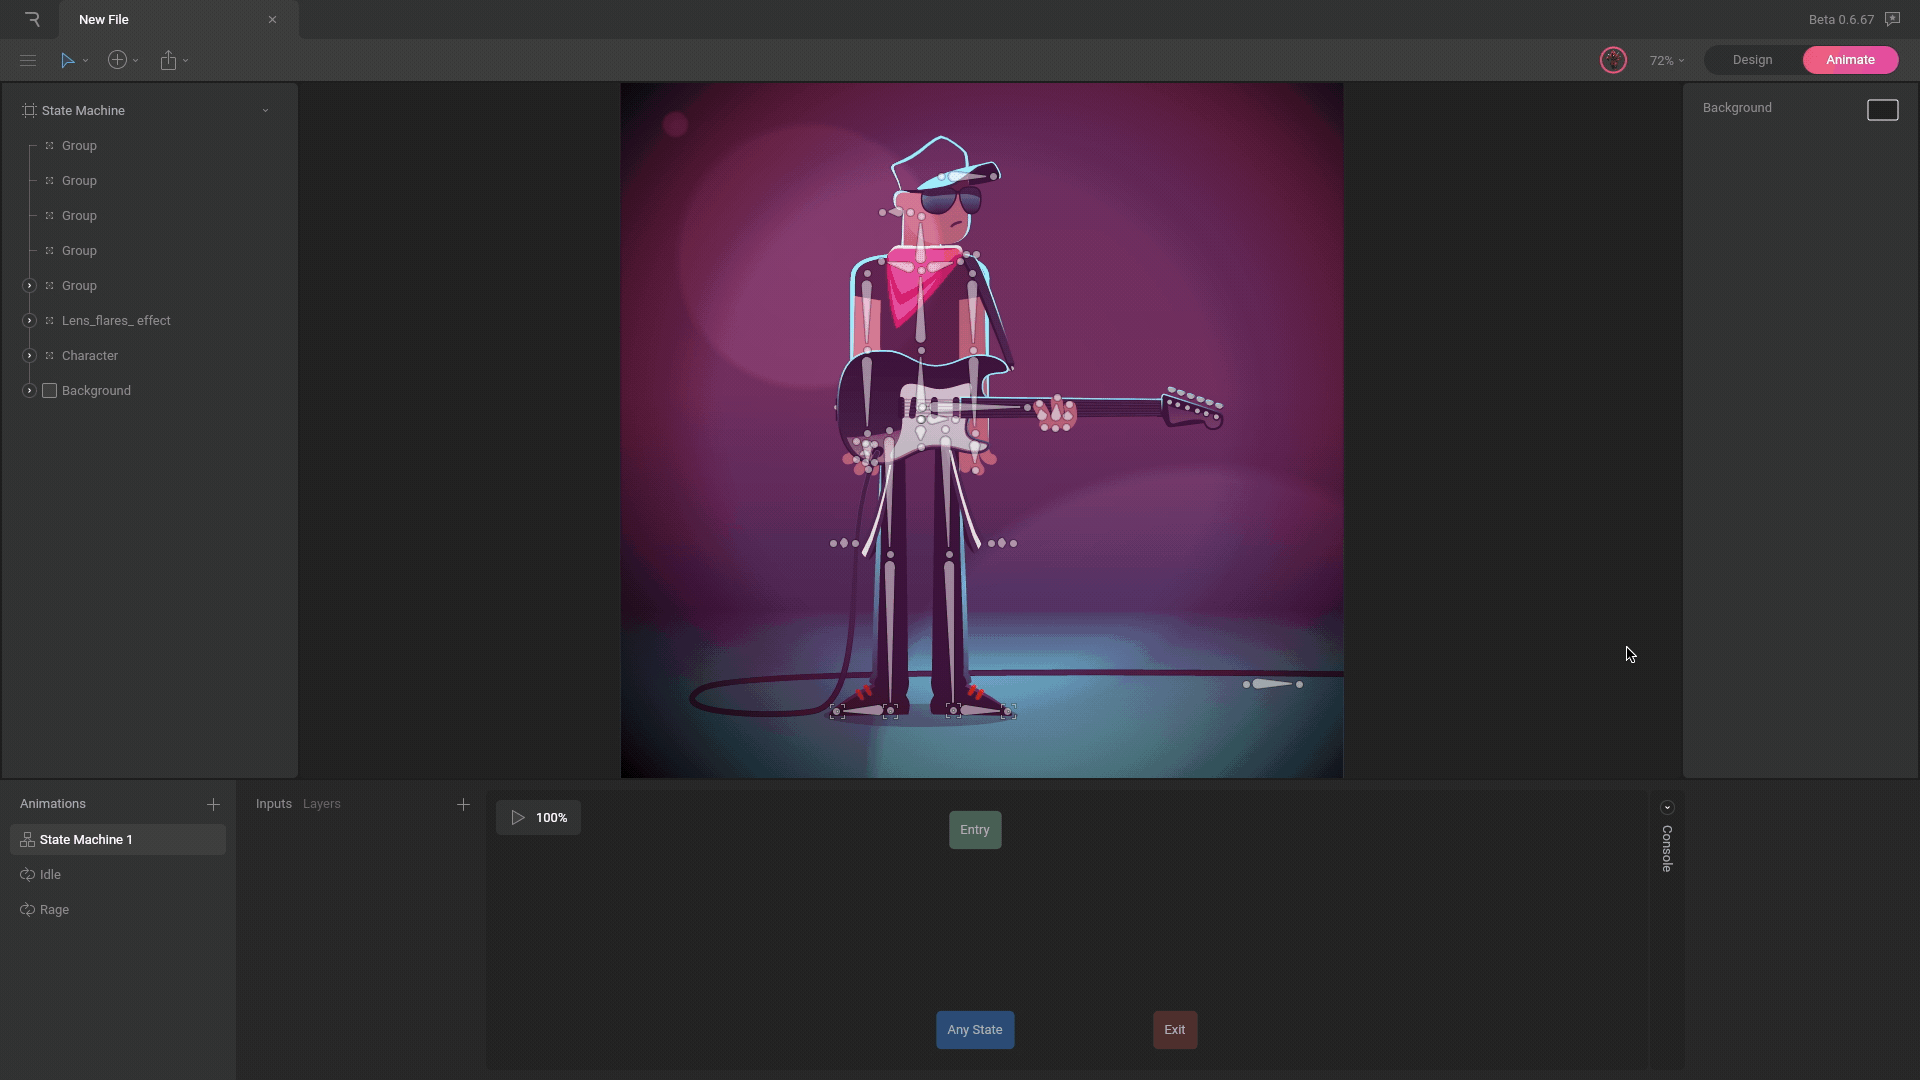 New File
Beta 0.6.67
72%
Design
Animate
State Machine
Group
Group
Group
Group
Group
Lens_flares_ effect
Character
Background
Background
Animations
State Machine 1
Idle
Rage
Inputs Layers
100%
Entry
Any State
Exit
Console